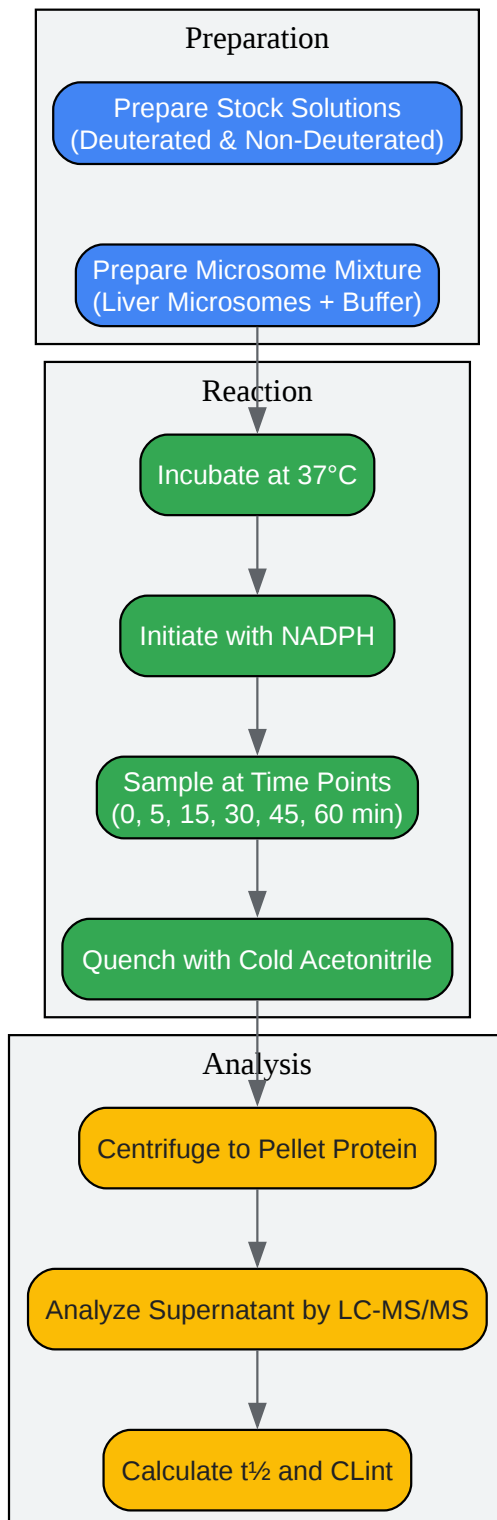 Preparation
Prepare Stock Solutions
(Deuterated & Non-Deuterated)
Prepare Microsome Mixture
(Liver Microsomes + Buffer)
Reaction
Incubate at 37°C
Initiate with NADPH
Sample at Time Points
(0, 5, 15, 30, 45, 60 min)
Quench with Cold Acetonitrile
Analysis
Centrifuge to Pellet Protein
Analyze Supernatant by LC-MS/MS
Calculate t½ and CLint